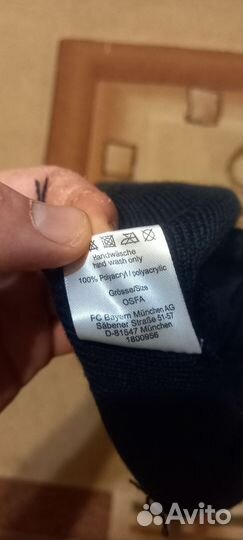 Handwäsche
hand wash only
100% Polyacryl / polyacrylic
Grösse/Size
OSFA
FC Bayern München AG
Säbener Straße 51-57
D-81547 München
1800956
Avito